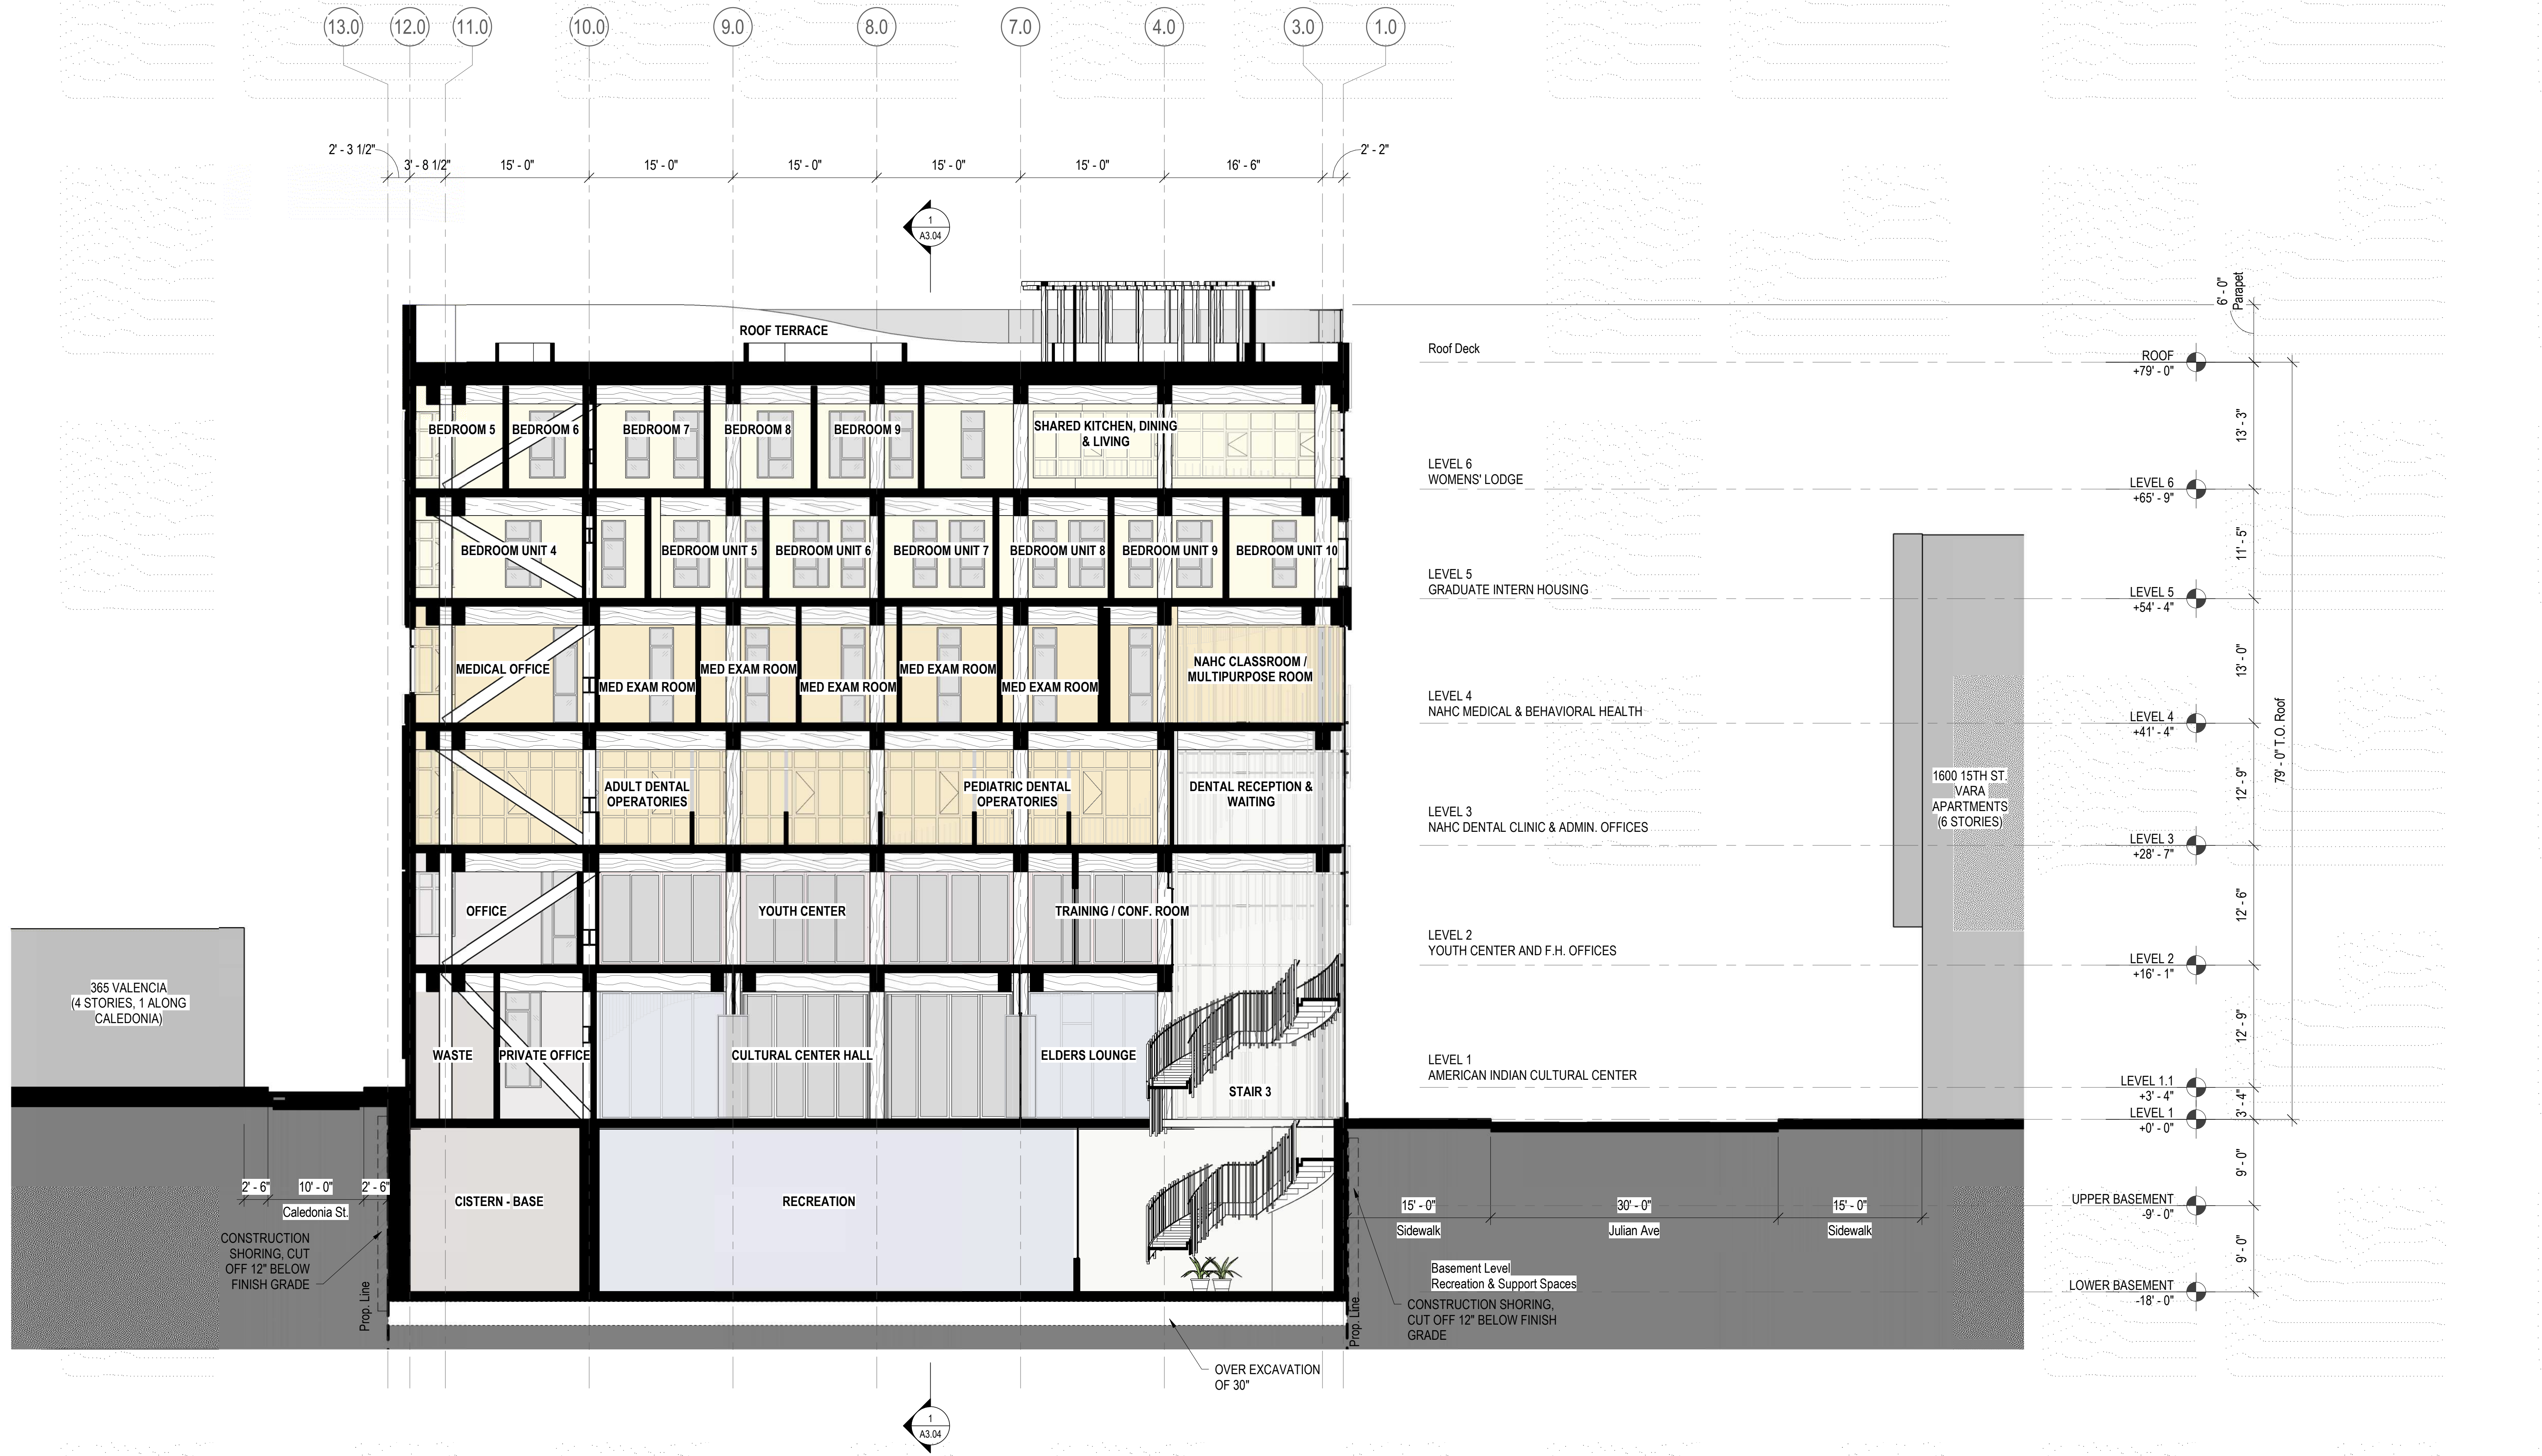 13.0 12.0 11.0 10.0 9.0 8.0 7.0 4.0 3.0 1.0
2' - 3 1/2" 3' - 8 1/2" 15' - 0" 15' - 0" 15' - 0" 15' - 0" 15' - 0" 16' - 6" 2' - 2"
1
A3.04
6' - 0"
Parapet
ROOF TERRACE
Roof Deck
ROOF
+79' - 0"
13' - 3"
BEDROOM 5 BEDROOM 6 BEDROOM 7 BEDROOM 8 BEDROOM 9
SHARED KITCHEN, DINING
& LIVING
LEVEL 6
WOMENS' LODGE
LEVEL 6
+65' - 9"
11' - 5"
BEDROOM UNIT 4 BEDROOM UNIT 5 BEDROOM UNIT 6 BEDROOM UNIT 7 BEDROOM UNIT 8 BEDROOM UNIT 9 BEDROOM UNIT 10
LEVEL 5
GRADUATE INTERN HOUSING
LEVEL 5
+54' - 4"
13' - 0"
MEDICAL OFFICE
MED EXAM ROOM
MED EXAM ROOM
MED EXAM ROOM
MED EXAM ROOM
MED EXAM ROOM
NAHC CLASSROOM /
MULTIPURPOSE ROOM
LEVEL 4
NAHC MEDICAL & BEHAVIORAL HEALTH
LEVEL 4
+41' - 4"
79' - 0" T.O. Roof
12' - 9"
ADULT DENTAL
OPERATORIES
PEDIATRIC DENTAL
OPERATORIES
DENTAL RECEPTION &
WAITING
1600 15TH ST.
VARA
APARTMENTS
(6 STORIES)
LEVEL 3
NAHC DENTAL CLINIC & ADMIN. OFFICES
LEVEL 3
+28' - 7"
12' - 6"
OFFICE
YOUTH CENTER
TRAINING / CONF. ROOM
LEVEL 2
YOUTH CENTER AND F.H. OFFICES
LEVEL 2
+16' - 1"
12' - 9"
365 VALENCIA
(4 STORIES, 1 ALONG
CALEDONIA)
WASTE
PRIVATE OFFICE
CULTURAL CENTER HALL
ELDERS LOUNGE
STAIR 3
LEVEL 1
AMERICAN INDIAN CULTURAL CENTER
LEVEL 1.1
+3' - 4"
3' - 4"
LEVEL 1
+0' - 0"
9' - 0"
2' - 6" 10' - 0" 2' - 6"
Caledonia St.
CISTERN - BASE
RECREATION
15' - 0" 30' - 0" 15' - 0"
Sidewalk Julian Ave Sidewalk
UPPER BASEMENT
-9' - 0"
9' - 0"
CONSTRUCTION
SHORING, CUT
OFF 12" BELOW
FINISH GRADE
Prop. Line
Prop. Line
Basement Level
Recreation & Support Spaces
CONSTRUCTION SHORING,
CUT OFF 12" BELOW FINISH
GRADE
LOWER BASEMENT
-18' - 0"
OVER EXCAVATION
OF 30"
1
A3.04